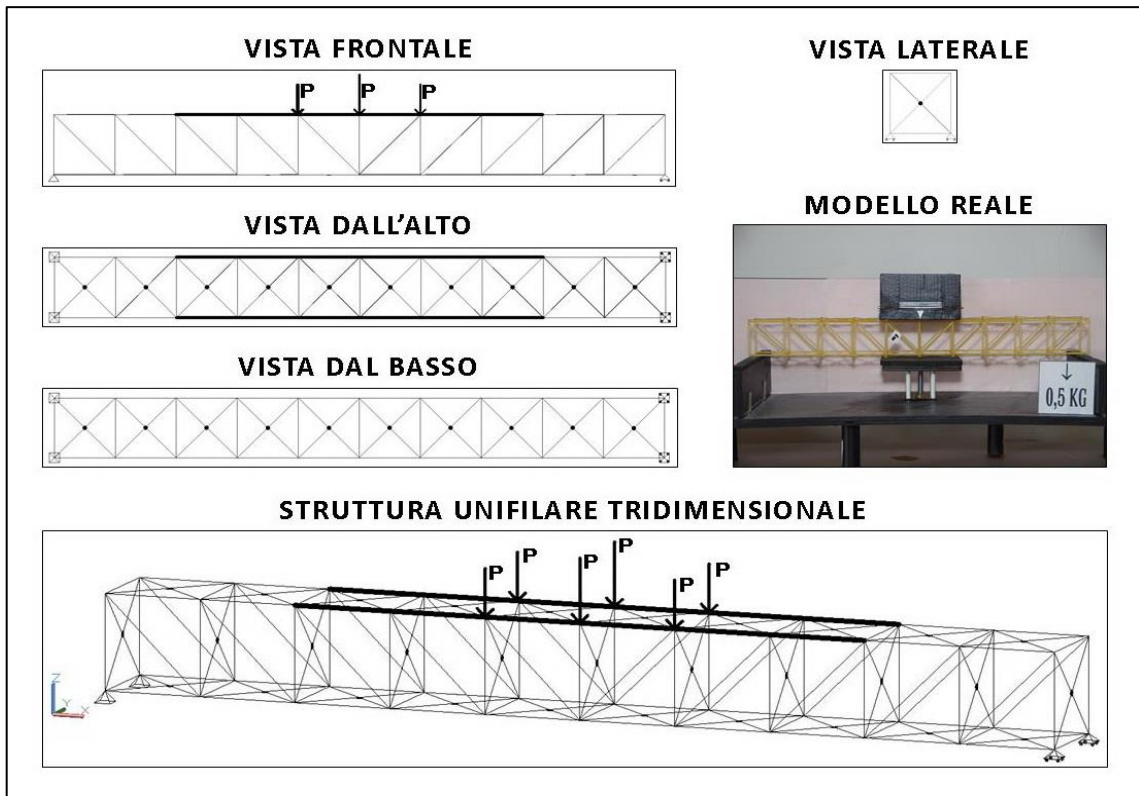 VISTA FRONTALE
P P P
VISTA LATERALE
VISTA DALL'ALTO
MODELLO REALE
0,5 KG
VISTA DAL BASSO
STRUTTURA UNIFILARE TRIDIMENSIONALE
P P P P P P
Z Y X